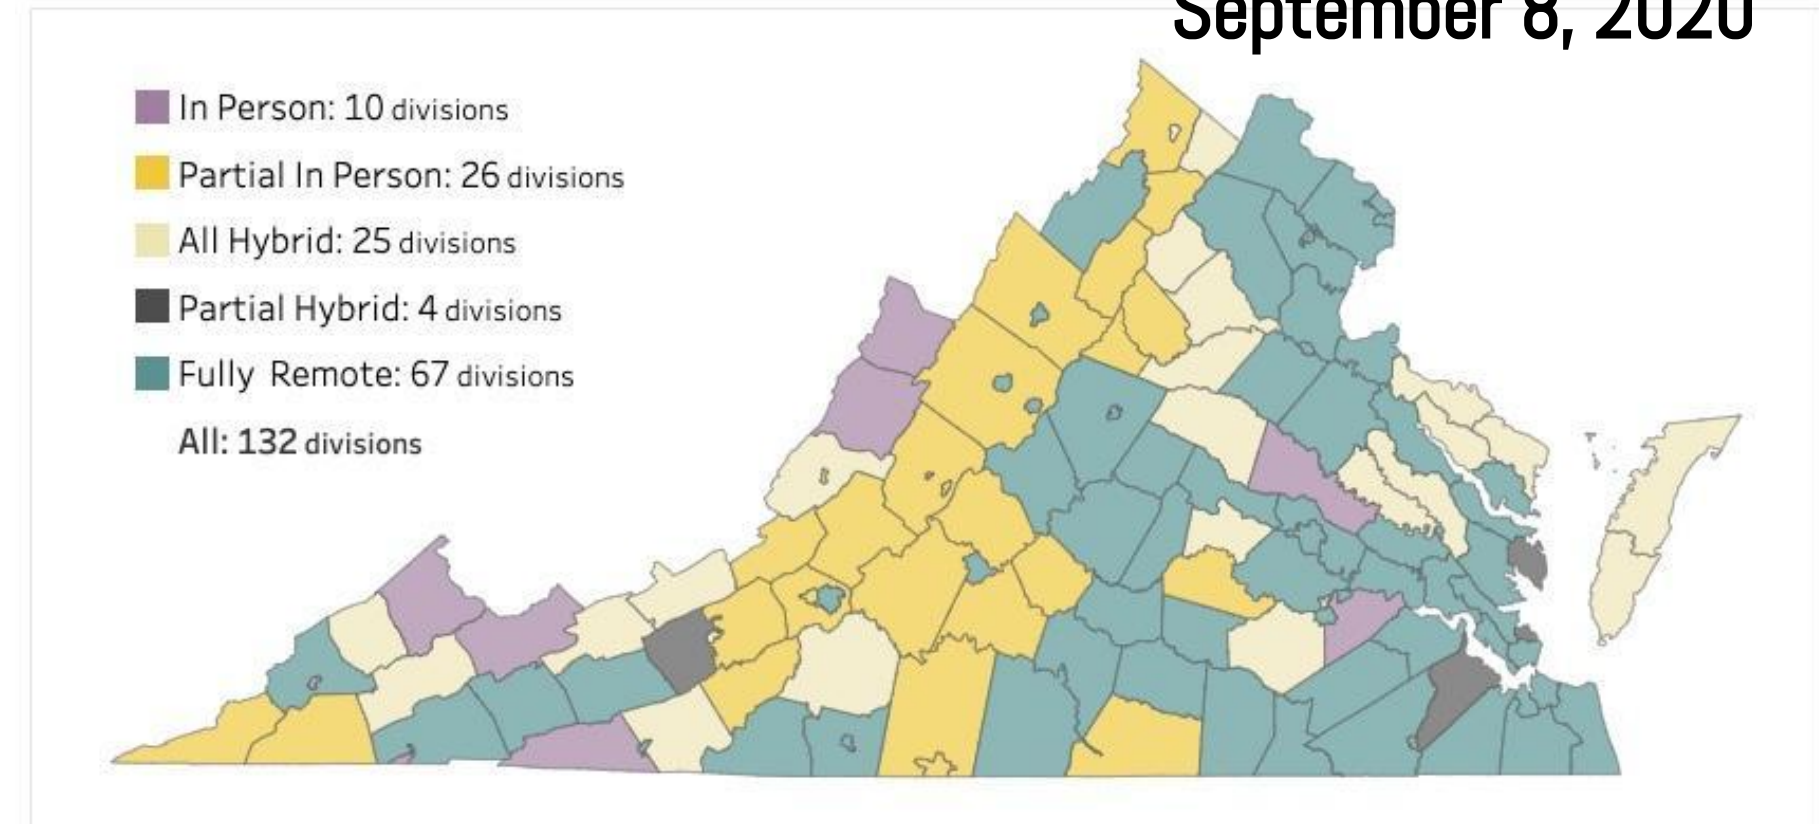 September 8, 2020
In Person: 10 divisions
Partial In Person: 26 divisions
All Hybrid: 25 divisions
Partial Hybrid: 4 divisions
Fully Remote: 67 divisions
All: 132 divisions